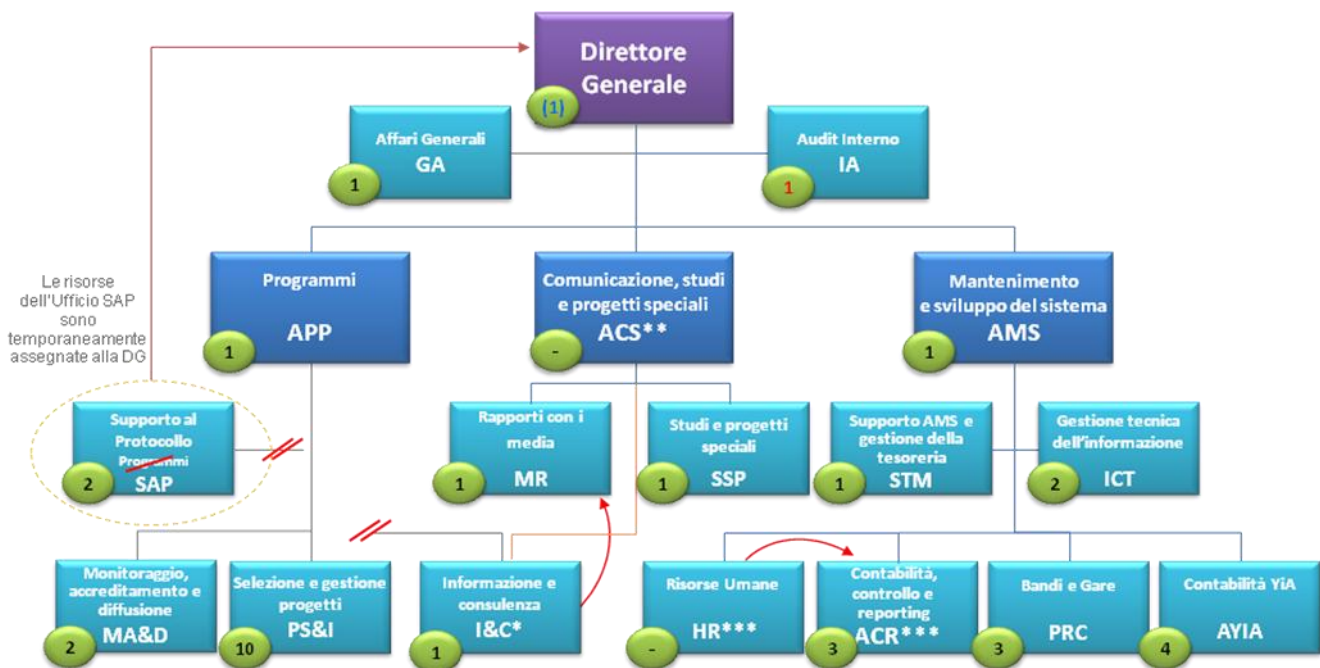 Direttore
Generale
(1)
Affari Generali
GA
1
Audit Interno
IA
1
Le risorse
dell'Ufficio SAP
sono
temporaneamente
assegnate alla DG
Programmi
APP
1
Comunicazione, studi
e progetti speciali
ACS**
-
Mantenimento
e sviluppo del sistema
AMS
1
Supporto al
Protocollo
Programmi
SAP
2
Rapporti con i
media
MR
1
Studi e progetti
speciali
SSP
1
Supporto AMS e
gestione della
tesoreria
STM
1
Gestione tecnica
dell'informazione
ICT
2
Monitoraggio,
accreditamento e
diffusione
MA&D
2
Selezione e gestione
progetti
PS&I
10
Informazione e
consulenza
I&C*
1
Risorse Umane
HR***
-
Contabilità,
controllo e
reporting
ACR***
3
Bandi e Gare
PRC
3
Contabilità YiA
AYIA
4